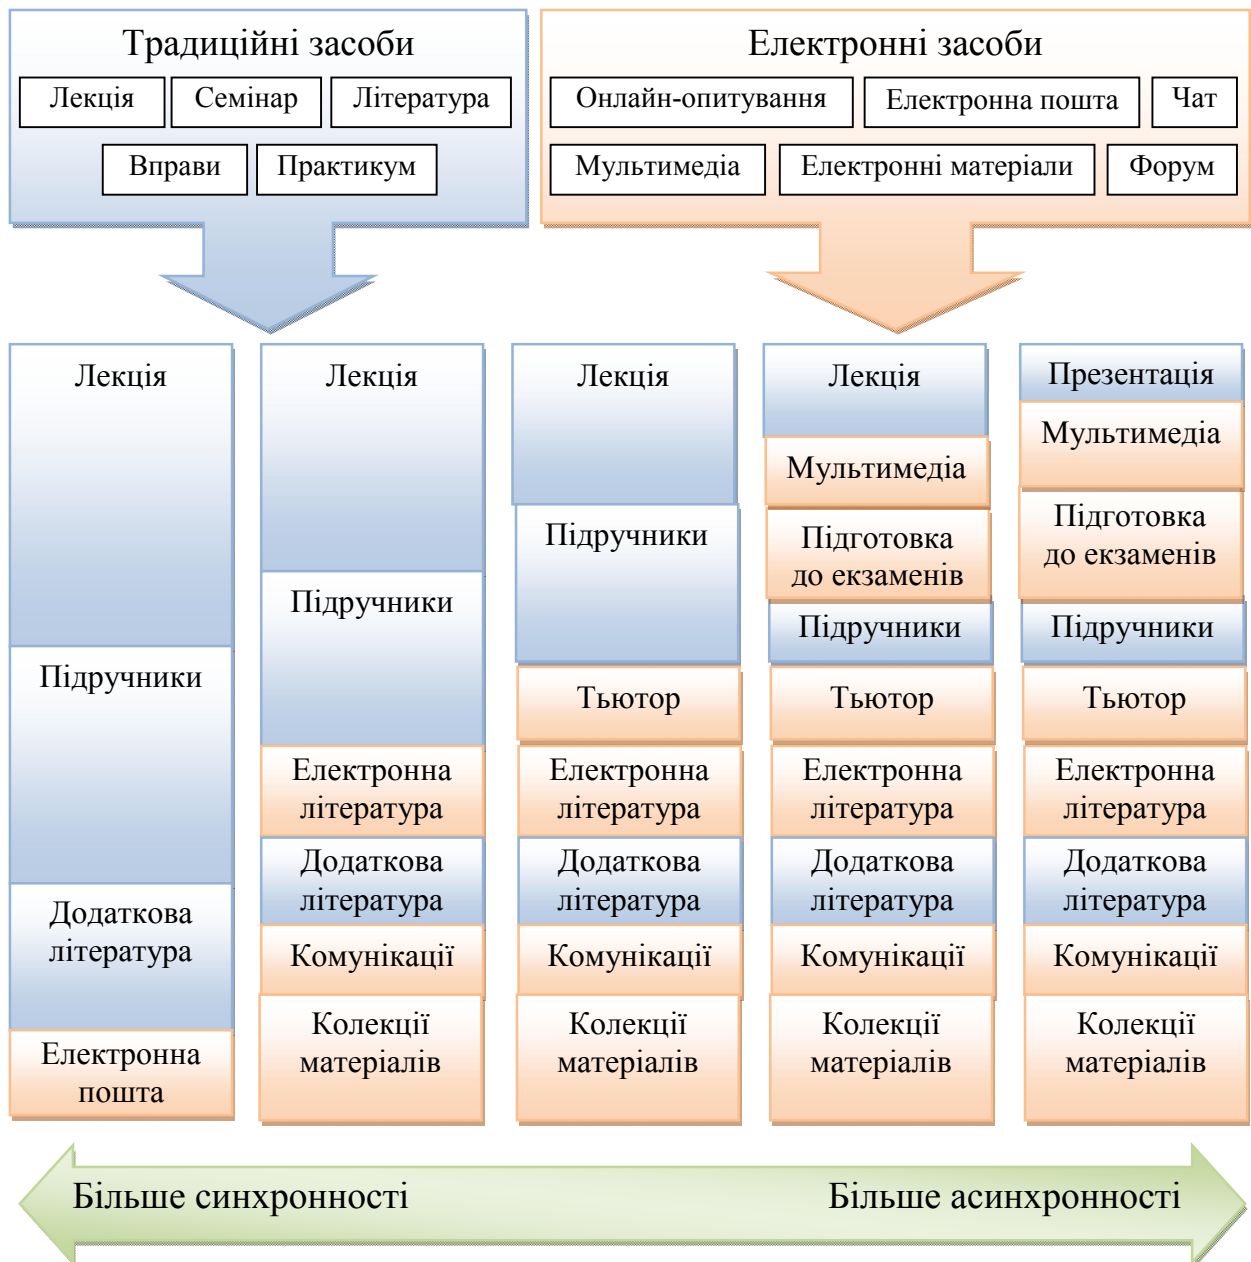 Традиційні засоби
Лекція
Семінар
Література
Вправи
Практикум
Електронні засоби
Онлайн-опитування
Електронна пошта
Чат
Мультимедіа
Електронні матеріали
Форум
Лекція
Підручники
Додаткова
література
Електронна
пошта
Лекція
Підручники
Електронна
література
Додаткова
література
Комунікації
Колекції
матеріалів
Лекція
Підручники
Тьютор
Електронна
література
Додаткова
література
Комунікації
Колекції
матеріалів
Лекція
Мультимедіа
Підготовка
до екзаменів
Підручники
Тьютор
Електронна
література
Додаткова
література
Комунікації
Колекції
матеріалів
Презентація
Мультимедіа
Підготовка
до екзаменів
Підручники
Тьютор
Електронна
література
Додаткова
література
Комунікації
Колекції
матеріалів
Більше синхронності
Більше асинхронності